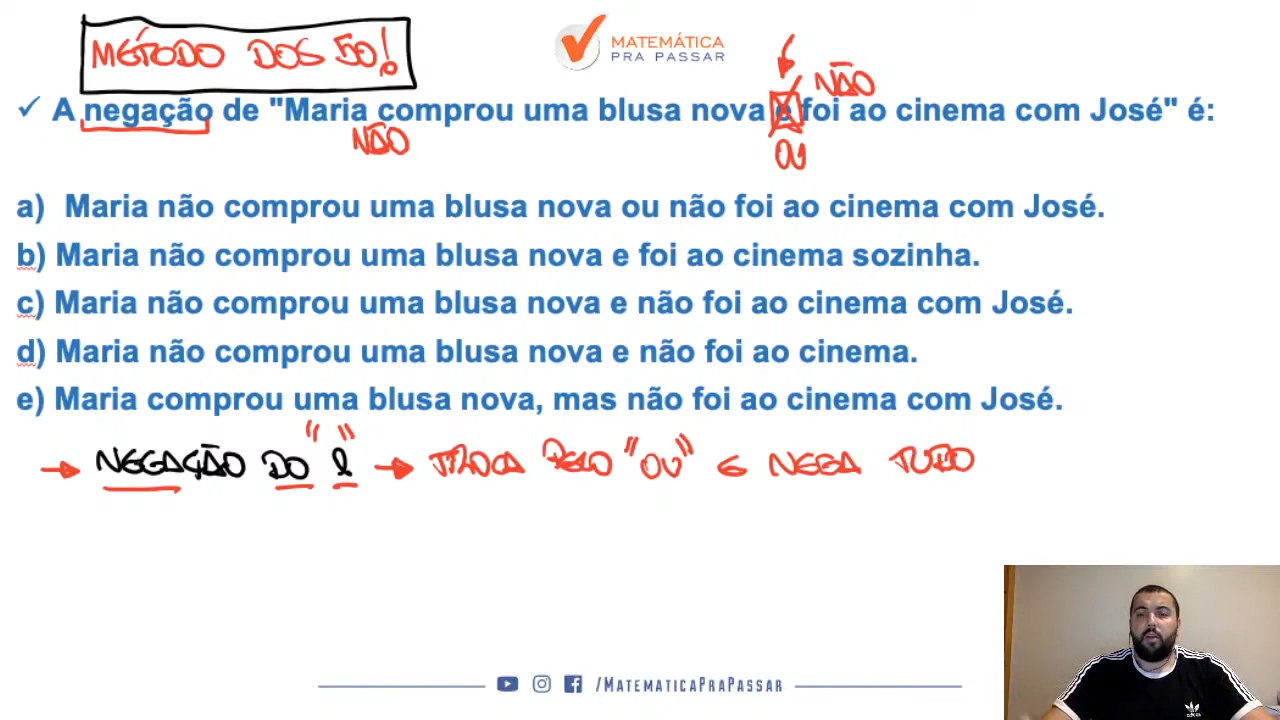 MÉTODO DOS 50!
MATEMÁTICA
PRA PASSAR
NÃO
✓ A negação de "Maria comprou uma blusa nova e foi ao cinema com José" é:
NÃO
OU
a) Maria não comprou uma blusa nova ou não foi ao cinema com José.
b) Maria não comprou uma blusa nova e foi ao cinema sozinha.
c) Maria não comprou uma blusa nova e não foi ao cinema com José.
d) Maria não comprou uma blusa nova e não foi ao cinema.
e) Maria comprou uma blusa nova, mas não foi ao cinema com José.
→ NEGAÇÃO DO "e" → TROCA PELO "OU" E NEGA TUDO
/MATEMATICAPRAPASSAR
adidas